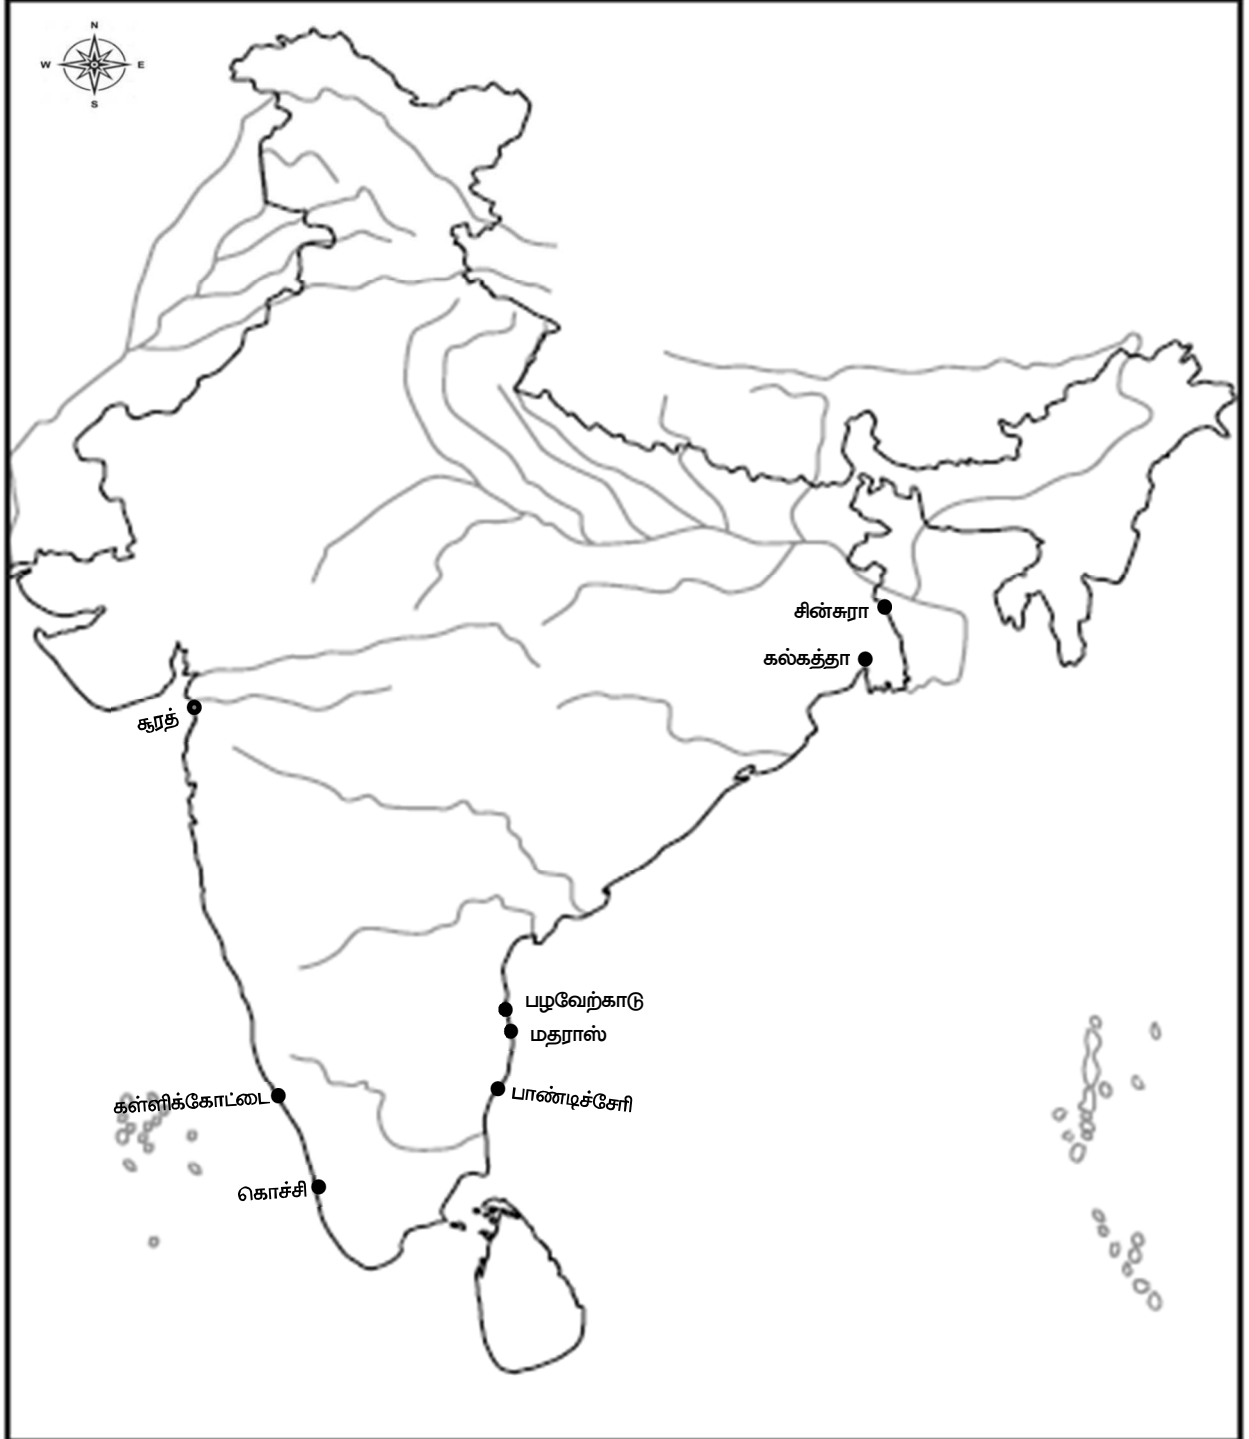 N
W E
S
சின்சுரா
கல்கத்தா
சூரத்
பழவேற்காடு
மதராஸ்
கள்ளிக்கோட்டை
பாண்டிச்சேரி
கொச்சி